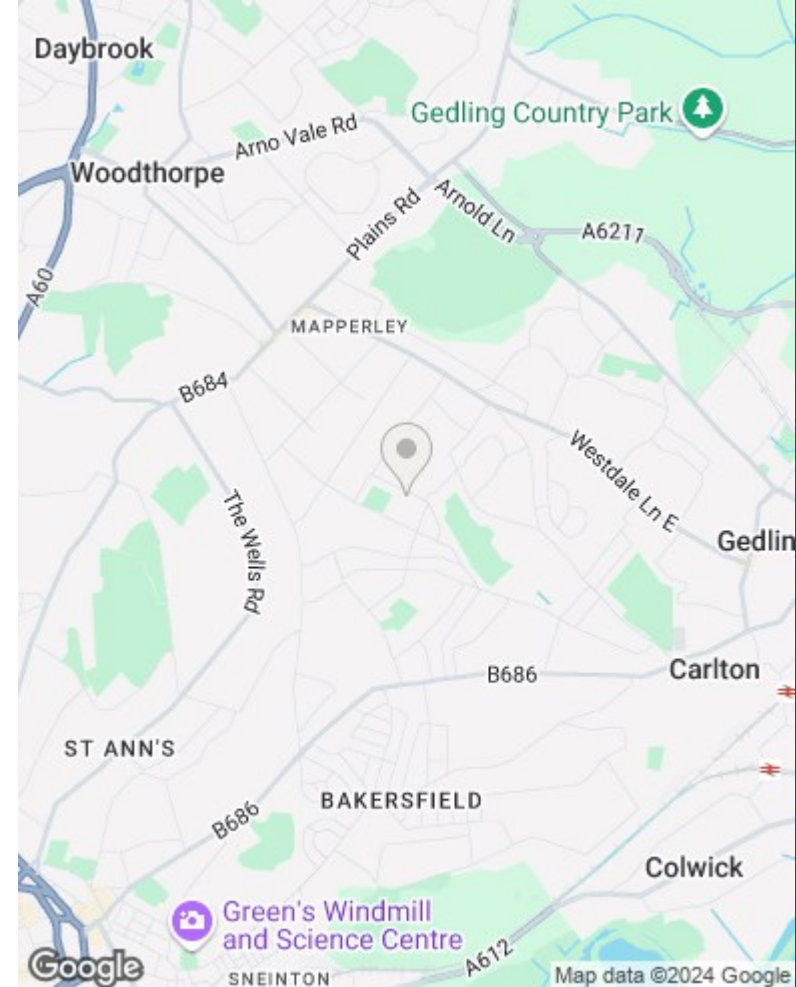 Daybrook
Gedling Country Park
Arno Vale Rd
Woodthorpe
Arnold Ln
Plains Rd
A6211
A60
MAPPERLEY
B684
Westdale Ln E
The Wells Rd
Gedlin
B686
Carlton
ST ANN'S
BAKERSFIELD
B686
Colwick
Green's Windmill
and Science Centre
A612
Google
SNEINTON
Map data ©2024 Google